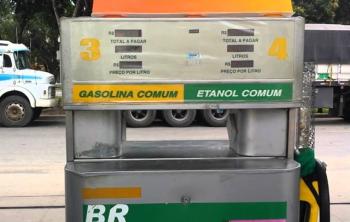 R$ R$
TOTAL A PAGAR TOTAL A PAGAR
3 4
LITROS LITROS
R$ R$
PREÇO POR LITRO PREÇO POR LITRO
GASOLINA COMUM ETANOL COMUM
BR